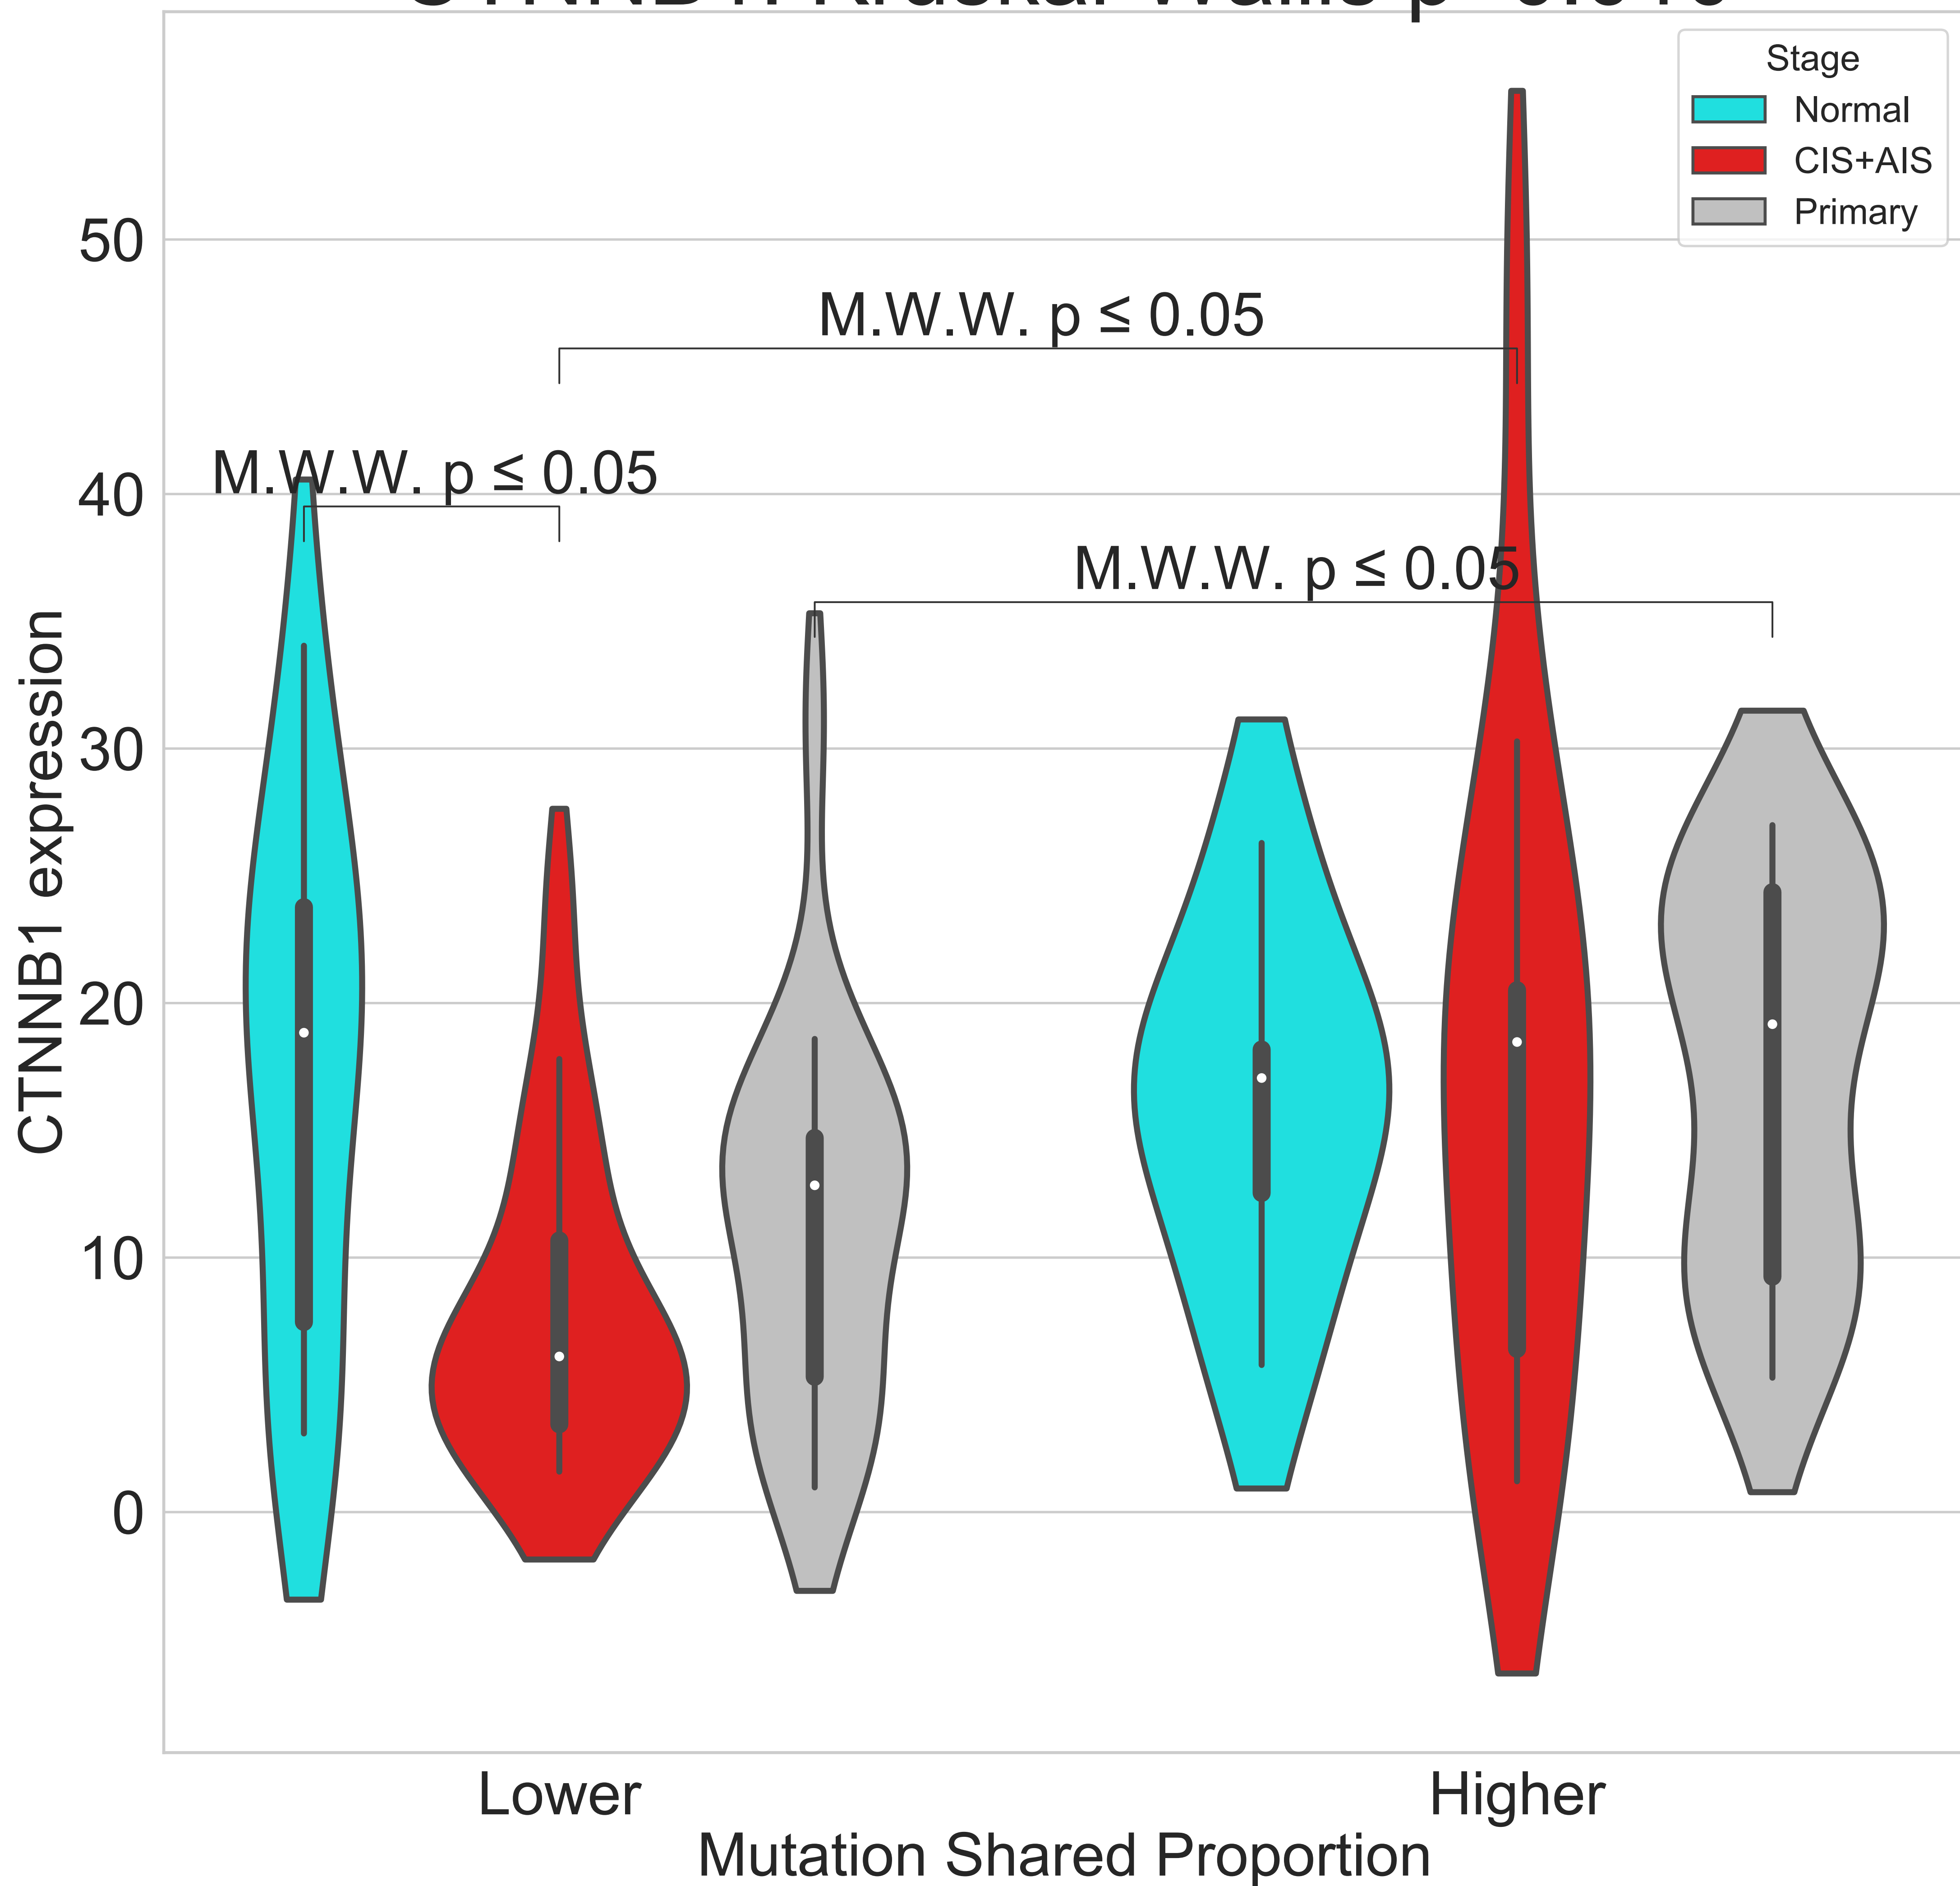 Stage
Normal
CIS+AIS
Primary
50
M.W.W. p ≤ 0.05
M.W.W. p ≤ 0.05
40
M.W.W. p ≤ 0.05
30
20
10
0
CTNNB1 expression
Lower
Higher
Mutation Shared Proportion